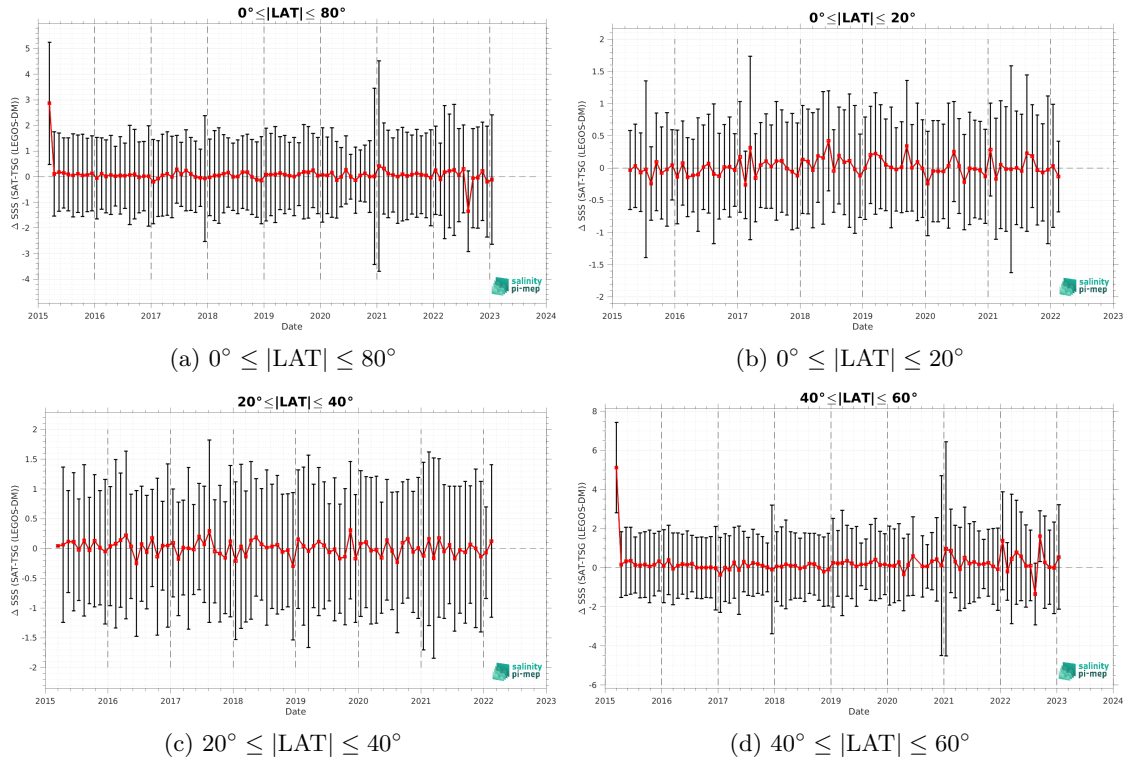 0°≤|LAT|≤ 80°
Δ SSS (SAT-TSG (LEGOS-DM))
5
4
3
2
1
0
-1
-2
-3
-4
2015 2016 2017 2018 2019 2020 2021 2022 2023 2024
Date
salinity
pi-mep
(a) 0° ≤ |LAT| ≤ 80°
0°≤|LAT|≤ 20°
Δ SSS (SAT-TSG (LEGOS-DM))
2
1.5
1
0.5
0
-0.5
-1
-1.5
-2
2015 2016 2017 2018 2019 2020 2021 2022 2023
Date
salinity
pi-mep
(b) 0° ≤ |LAT| ≤ 20°
20°≤|LAT|≤ 40°
Δ SSS (SAT-TSG (LEGOS-DM))
2
1.5
1
0.5
0
-0.5
-1
-1.5
-2
2015 2016 2017 2018 2019 2020 2021 2022 2023
Date
salinity
pi-mep
(c) 20° ≤ |LAT| ≤ 40°
40°≤|LAT|≤ 60°
Δ SSS (SAT-TSG (LEGOS-DM))
8
6
4
2
0
-2
-4
-6
2015 2016 2017 2018 2019 2020 2021 2022 2023 2024
Date
salinity
pi-mep
(d) 40° ≤ |LAT| ≤ 60°